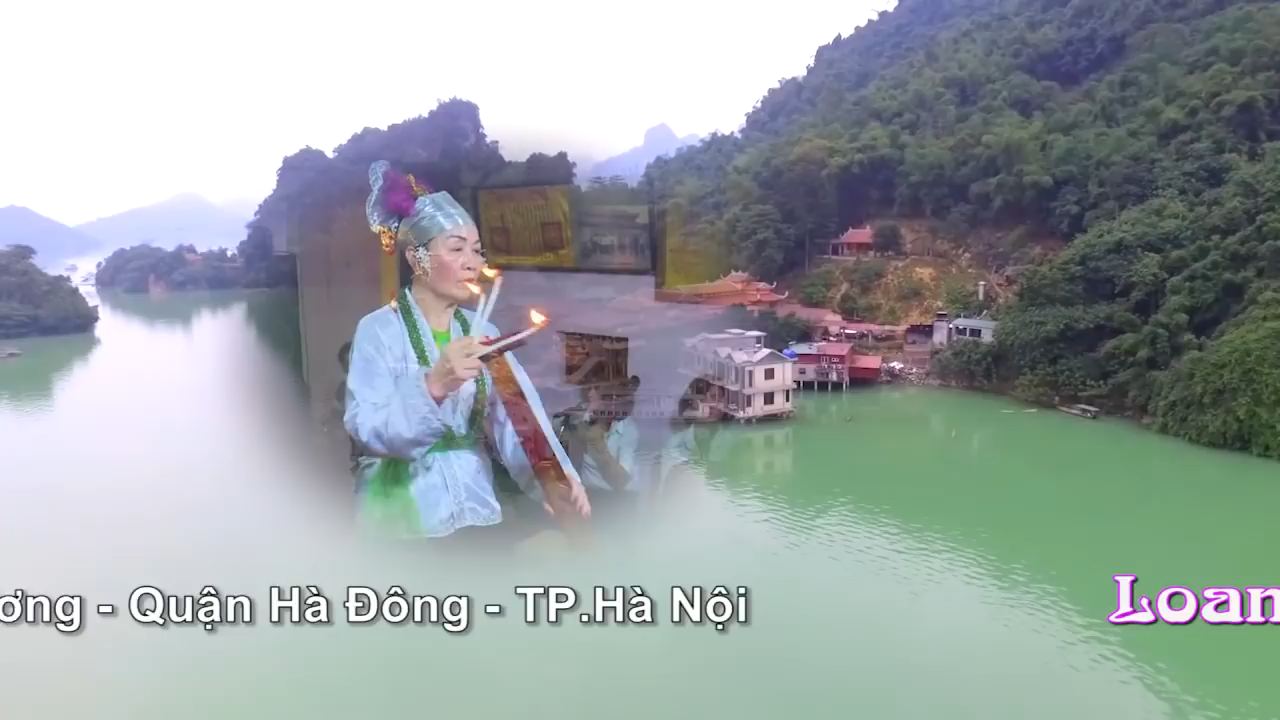 ơng - Quận Hà Đông - TP.Hà Nội
Loan